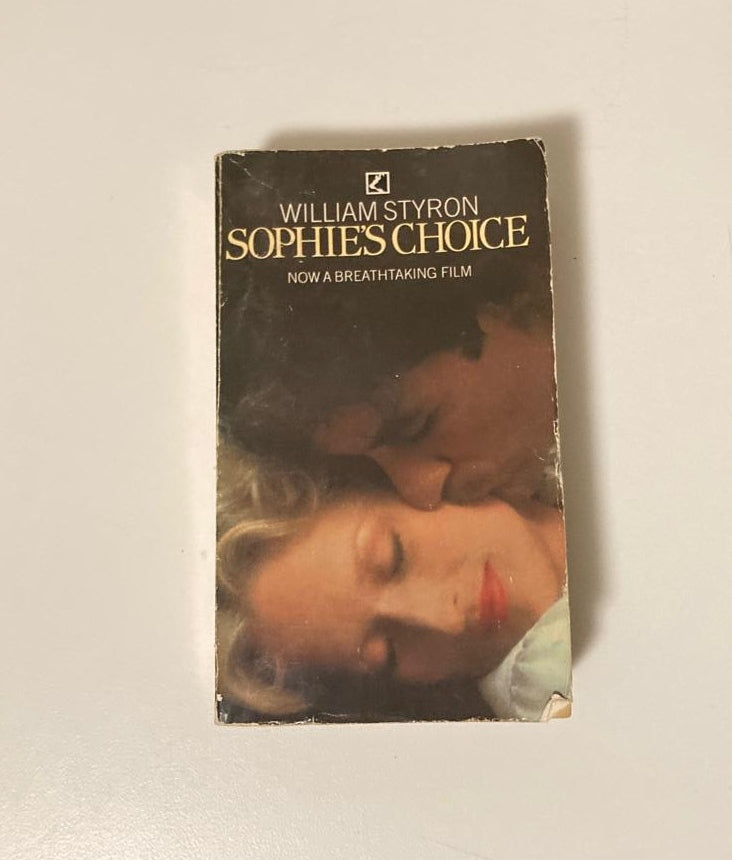 WILLIAM STYRON
SOPHIE'S CHOICE
NOW A BREATHTAKING FILM